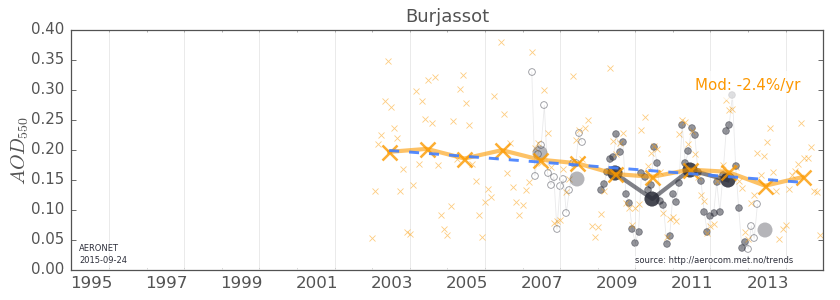 Burjassot
0.40
0.35
0.30
0.25
0.20
0.15
0.10
0.05
0.00
AOD550
Mod: -2.4%/yr
AERONET
2015-09-24
source: http://aerocom.met.no/trends
1995 1997 1999 2001 2003 2005 2007 2009 2011 2013